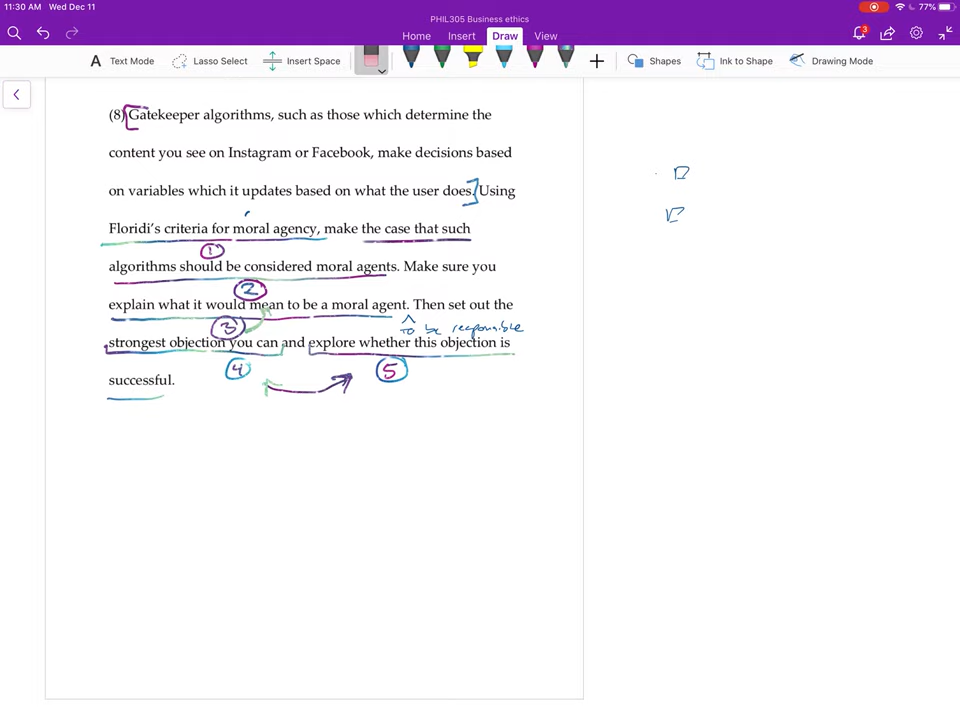 11:30 AM Wed Dec 11
77%
PHIL305 Business ethics
Home Insert Draw View
3
A Text Mode Lasso Select Insert Space Shapes Ink to Shape Drawing Mode
(8) Gatekeeper algorithms, such as those which determine the
content you see on Instagram or Facebook, make decisions based
on variables which it updates based on what the user does. Using
Floridi's criteria for moral agency, make the case that such
1
algorithms should be considered moral agents. Make sure you
2
explain what it would mean to be a moral agent. Then set out the
3 to be responsible
strongest objection you can and explore whether this objection is
4 5
successful.